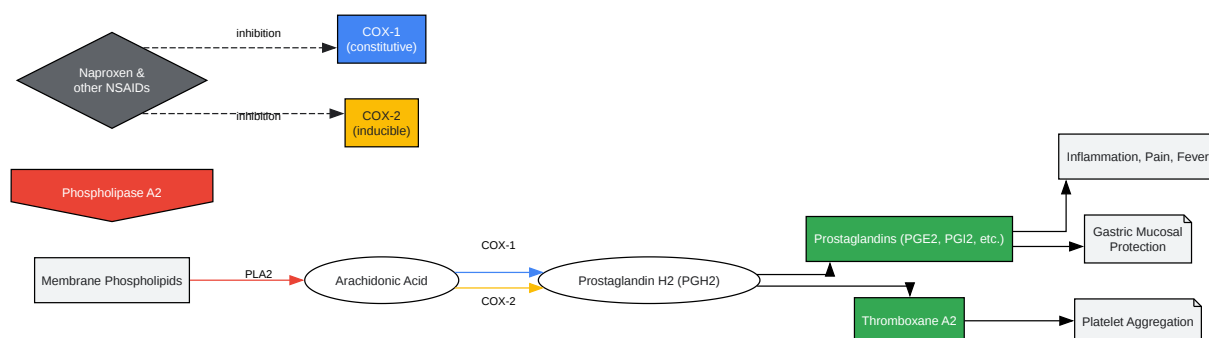 inhibition
COX-1
(constitutive)
Naproxen &
other NSAIDs
inhibition
COX-2
(inducible)
Phospholipase A2
Inflammation, Pain, Fever
Prostaglandins (PGE2, PGI2, etc.)
Gastric Mucosal
Protection
COX-1
PLA2
Membrane Phospholipids
Arachidonic Acid
Prostaglandin H2 (PGH2)
COX-2
Thromboxane A2
Platelet Aggregation